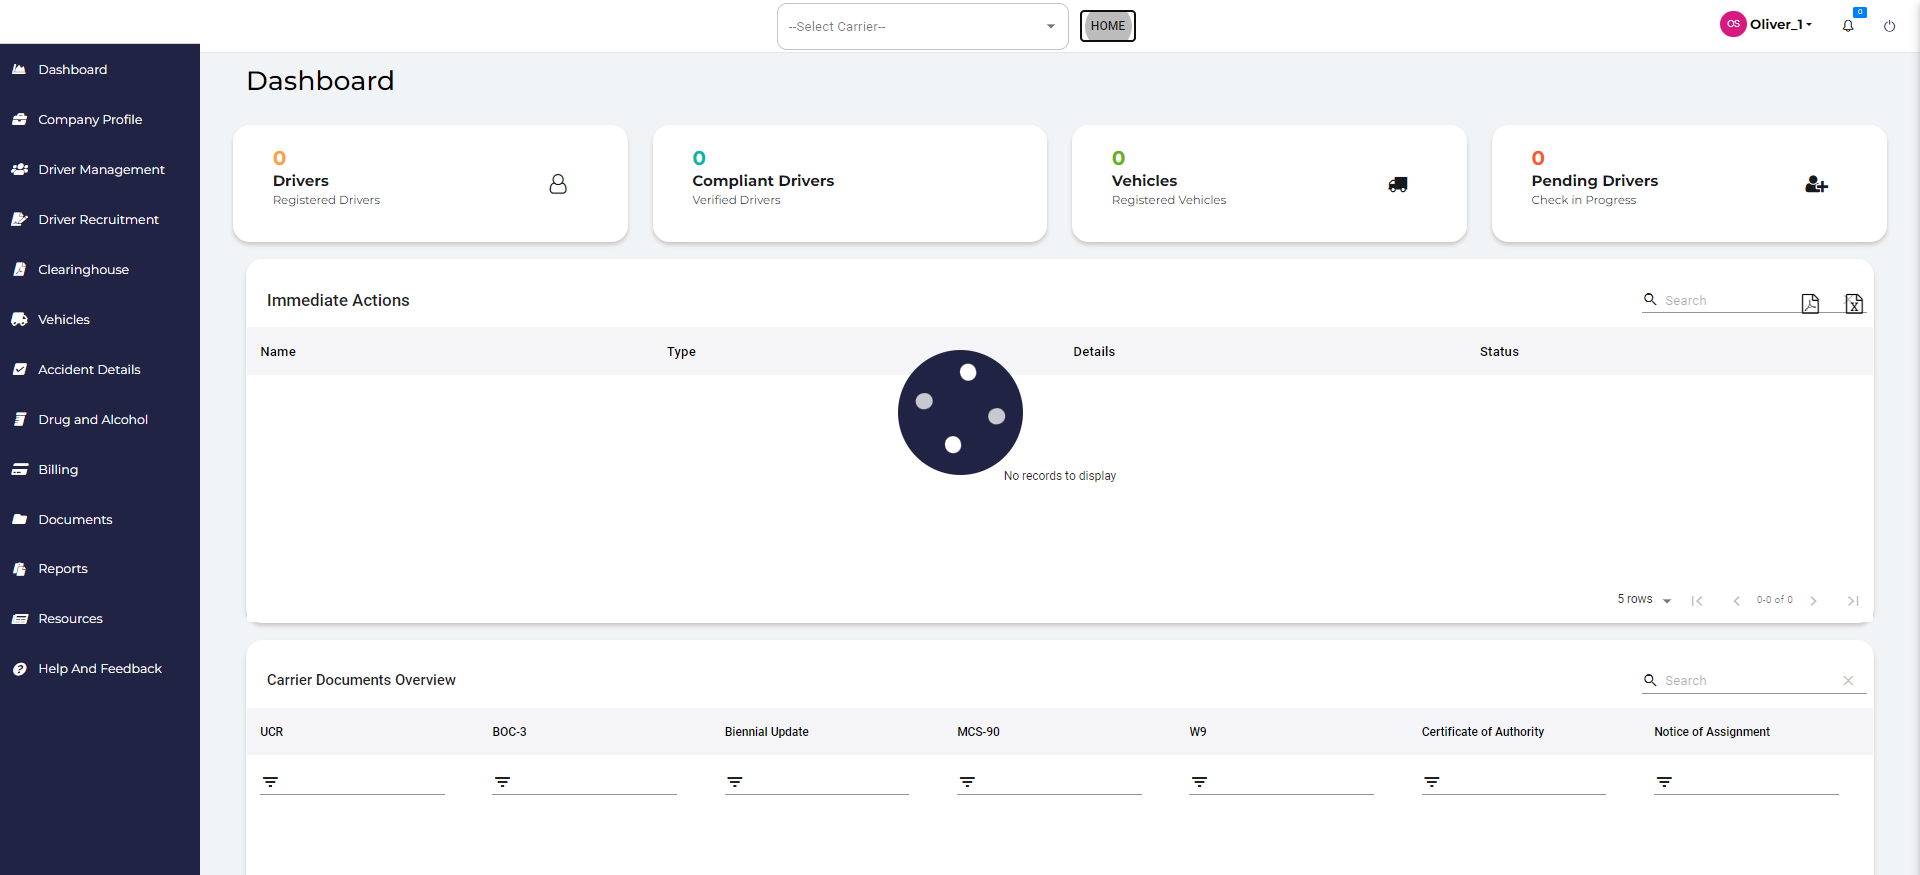 --Select Carrier--
HOME
OS
Oliver_1
0
Dashboard
Company Profile
Driver Management
Driver Recruitment
Clearinghouse
Vehicles
Accident Details
Drug and Alcohol
Billing
Documents
Reports
Resources
Help And Feedback
Dashboard
0
Drivers
Registered Drivers
0
Compliant Drivers
Verified Drivers
0
Vehicles
Registered Vehicles
0
Pending Drivers
Check in Progress
Immediate Actions
Search
Name Type Details Status
No records to display
5 rows
0-0 of 0
Carrier Documents Overview
Search
UCR BOC-3 Biennial Update MCS-90 W9 Certificate of Authority Notice of Assignment